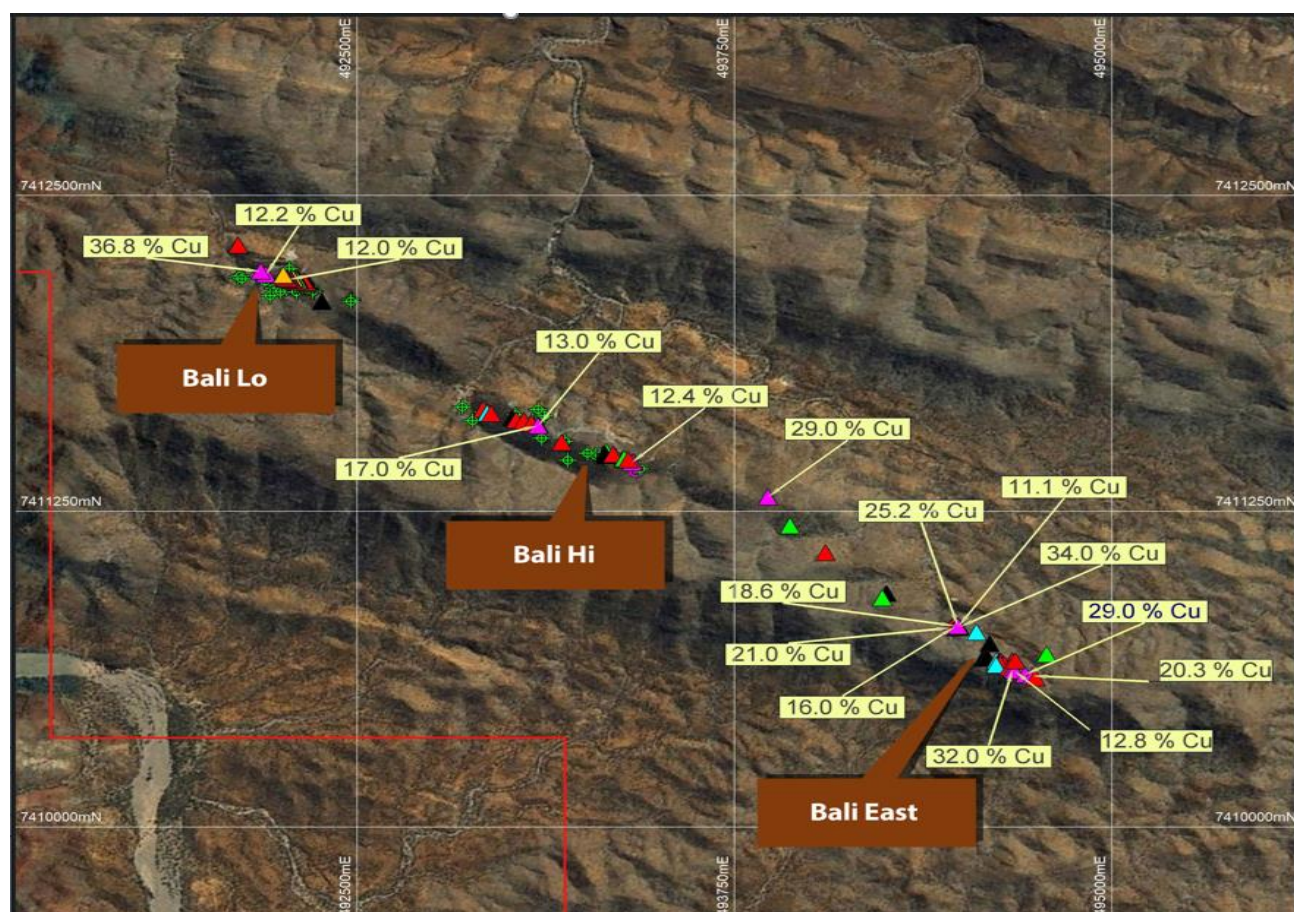 492500mE
493750mE
495000mE
7412500mN
7412500mN
12.2 % Cu
36.8 % Cu
12.0 % Cu
Bali Lo
13.0 % Cu
12.4 % Cu
17.0 % Cu
29.0 % Cu
11.1 % Cu
25.2 % Cu
7411250mN
7411250mN
Bali Hi
34.0 % Cu
18.6 % Cu
29.0 % Cu
21.0 % Cu
20.3 % Cu
16.0 % Cu
12.8 % Cu
32.0 % Cu
Bali East
7410000mN
7410000mN
492500mE
493750mE
495000mE